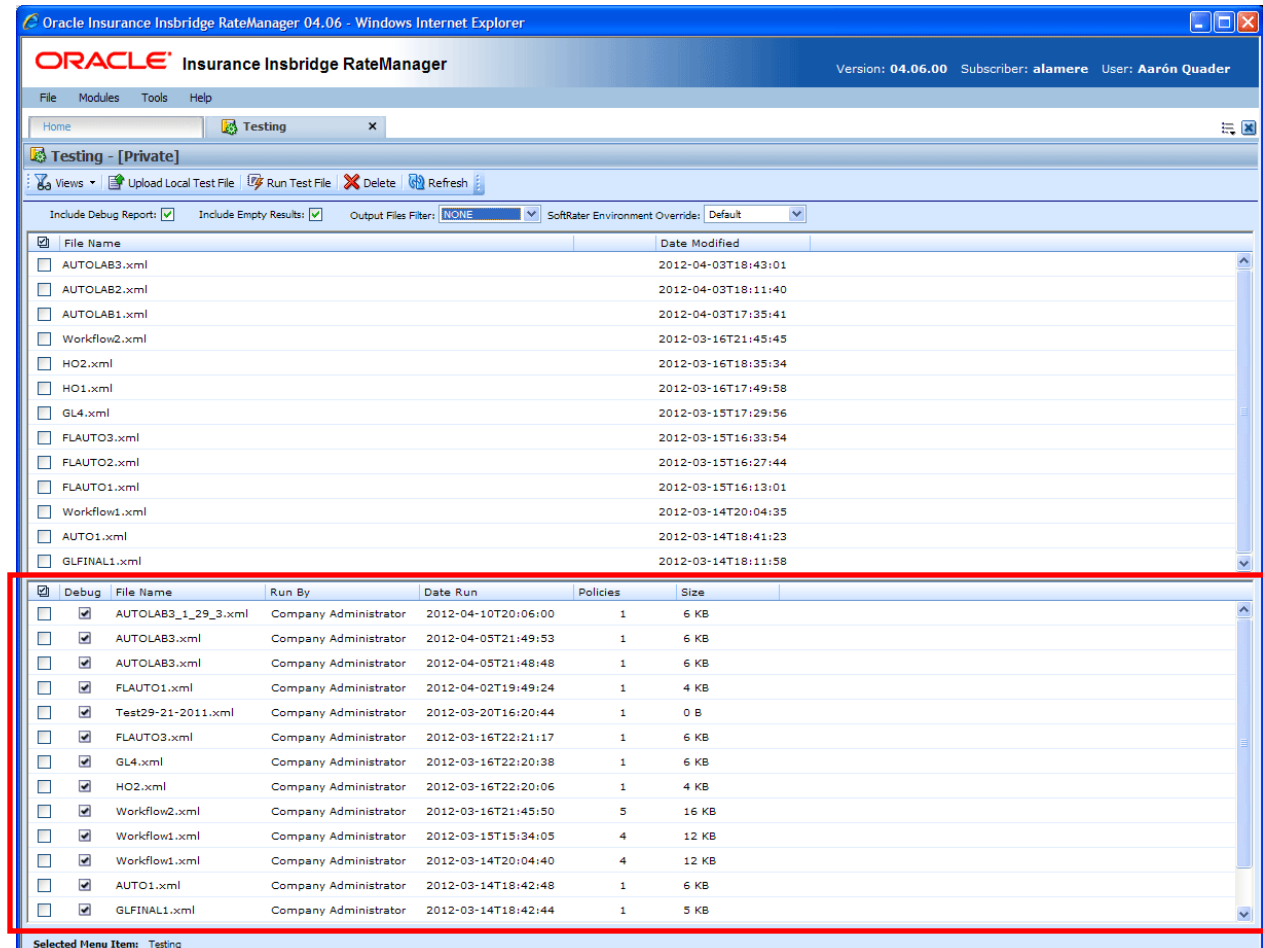 Oracle Insurance Insbridge RateManager 04.06 - Windows Internet Explorer
ORACLE Insurance Insbridge RateManager Version: 04.06.00 Subscriber: alamere User: Aarón Quader
File Modules Tools Help
Home Testing
Testing - [Private]
Views Upload Local Test File Run Test File Delete Refresh
Include Debug Report: Include Empty Results: Output Files Filter: NONE SoftRater Environment Override: Default
File Name Date Modified
AUTOLAB3.xml 2012-04-03T18:43:01
AUTOLAB2.xml 2012-04-03T18:11:40
AUTOLAB1.xml 2012-04-03T17:35:41
Workflow2.xml 2012-03-16T21:45:45
HO2.xml 2012-03-16T18:35:34
HO1.xml 2012-03-16T17:49:58
GL4.xml 2012-03-15T17:29:56
FLAUTO3.xml 2012-03-15T16:33:54
FLAUTO2.xml 2012-03-15T16:27:44
FLAUTO1.xml 2012-03-15T16:13:01
Workflow1.xml 2012-03-14T20:04:35
AUTO1.xml 2012-03-14T18:41:23
GLFINAL1.xml 2012-03-14T18:11:58
Debug File Name Run By Date Run Policies Size
AUTOLAB3_1_29_3.xml Company Administrator 2012-04-10T20:06:00 1 6 KB
AUTOLAB3.xml Company Administrator 2012-04-05T21:49:53 1 6 KB
AUTOLAB3.xml Company Administrator 2012-04-05T21:48:48 1 6 KB
FLAUTO1.xml Company Administrator 2012-04-02T19:49:24 1 4 KB
Test29-21-2011.xml Company Administrator 2012-03-20T16:20:44 1 0 B
FLAUTO3.xml Company Administrator 2012-03-16T22:21:17 1 6 KB
GL4.xml Company Administrator 2012-03-16T22:20:38 1 6 KB
HO2.xml Company Administrator 2012-03-16T22:20:06 1 4 KB
Workflow2.xml Company Administrator 2012-03-16T21:45:50 5 16 KB
Workflow1.xml Company Administrator 2012-03-15T15:34:05 4 12 KB
Workflow1.xml Company Administrator 2012-03-14T20:04:40 4 12 KB
AUTO1.xml Company Administrator 2012-03-14T18:42:48 1 6 KB
GLFINAL1.xml Company Administrator 2012-03-14T18:42:44 1 5 KB
Selected Menu Item: Testing